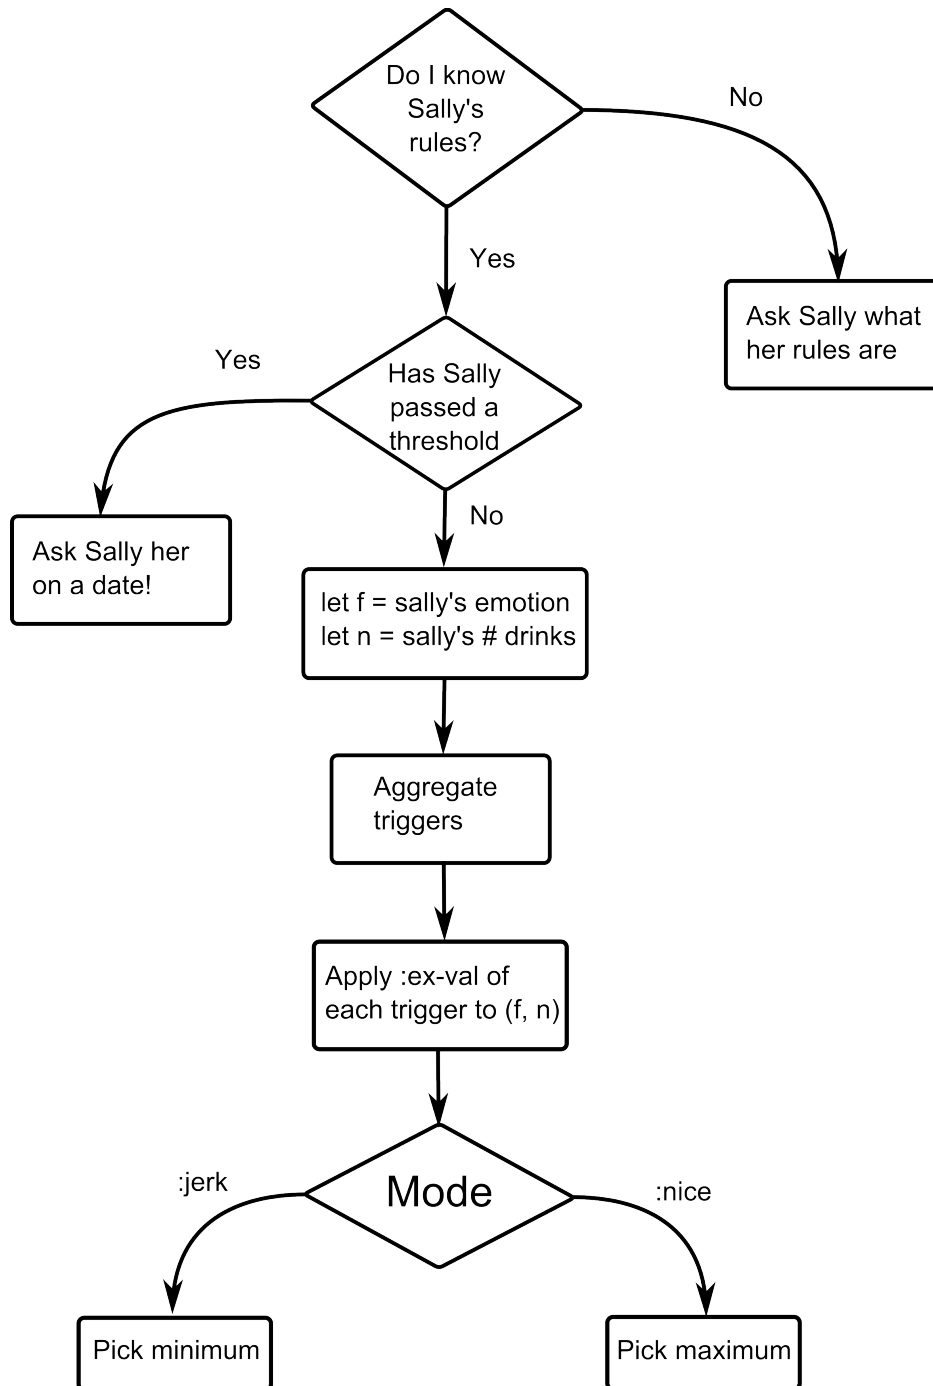 Do I know
Sally's
rules?
No
Yes
Ask Sally what
her rules are
Yes
Has Sally
passed a
threshold
No
Ask Sally her
on a date!
let f = sally's emotion
let n = sally's # drinks
Aggregate
triggers
Apply :ex-val of
each trigger to (f, n)
:jerk
Mode
:nice
Pick minimum
Pick maximum